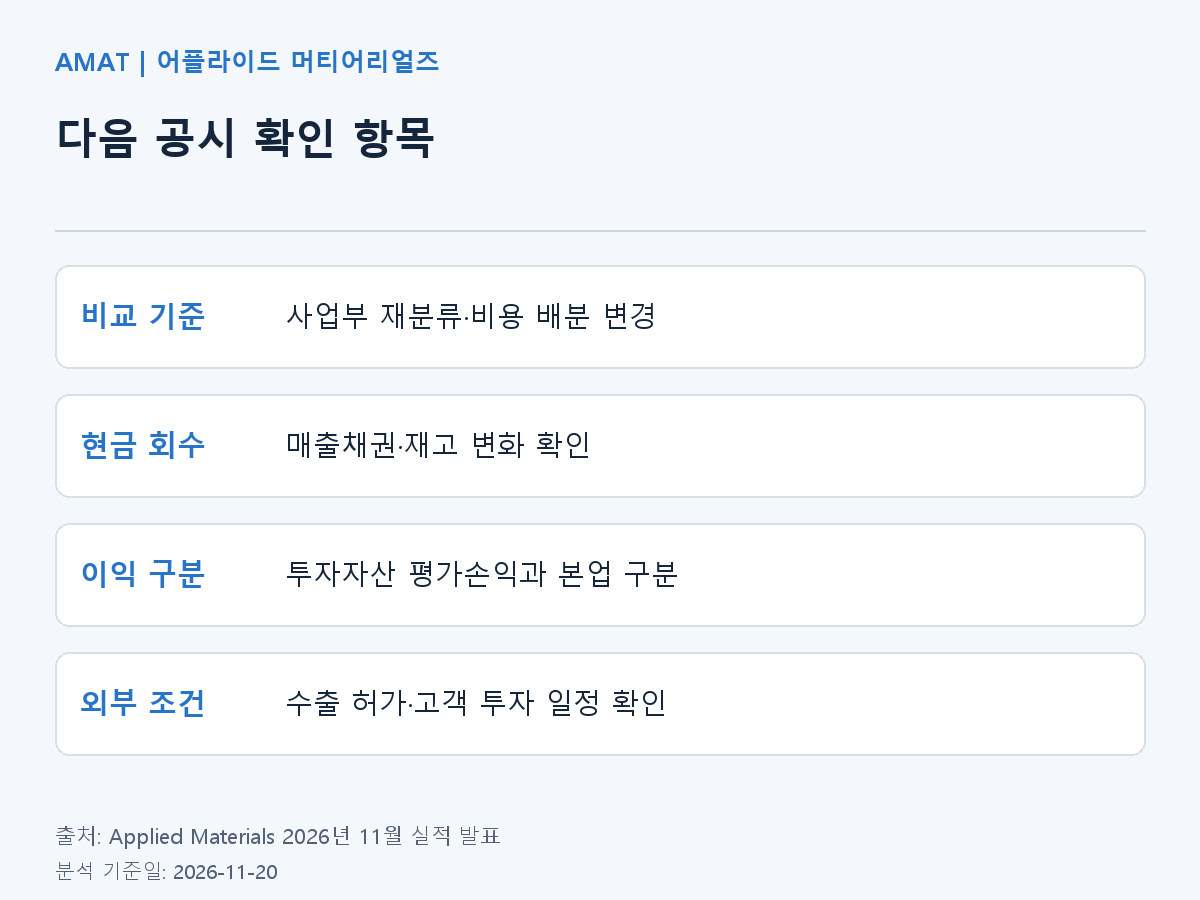 AMAT | 어플라이드 머티어리얼즈
다음 공시 확인 항목
비교 기준 사업부 재분류·비용 배분 변경
현금 회수 매출채권·재고 변화 확인
이익 구분 투자자산 평가손익과 본업 구분
외부 조건 수출 허가·고객 투자 일정 확인
출처: Applied Materials 2026년 11월 실적 발표
분석 기준일: 2026-11-20